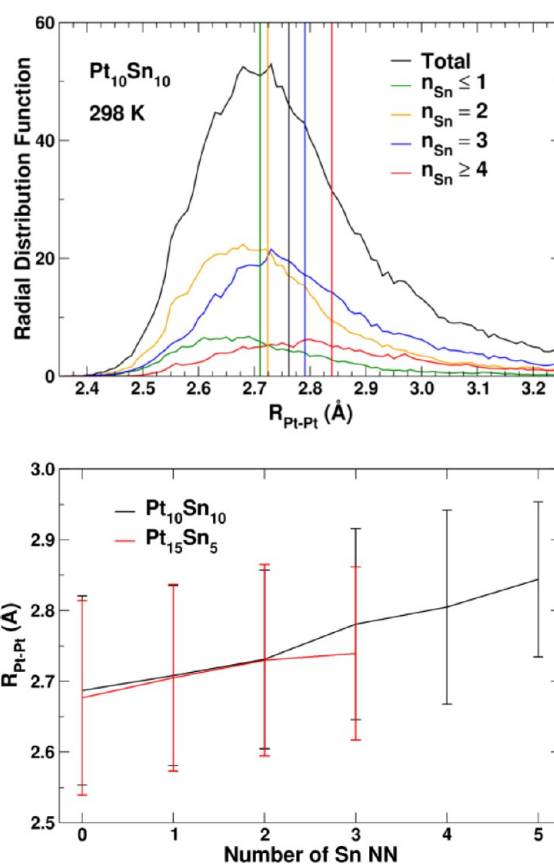 60
Pt10Sn10
298 K
Total
nSn ≤ 1
nSn = 2
nSn = 3
nSn ≥ 4
40
20
0
Radial Distribution Function
2.4 2.5 2.6 2.7 2.8 2.9 3.0 3.1 3.2
RPt-Pt (Å)
3.0
Pt10Sn10
Pt15Sn5
2.9
2.8
RPt-Pt (Å)
2.7
2.6
2.5
0 1 2 3 4 5
Number of Sn NN